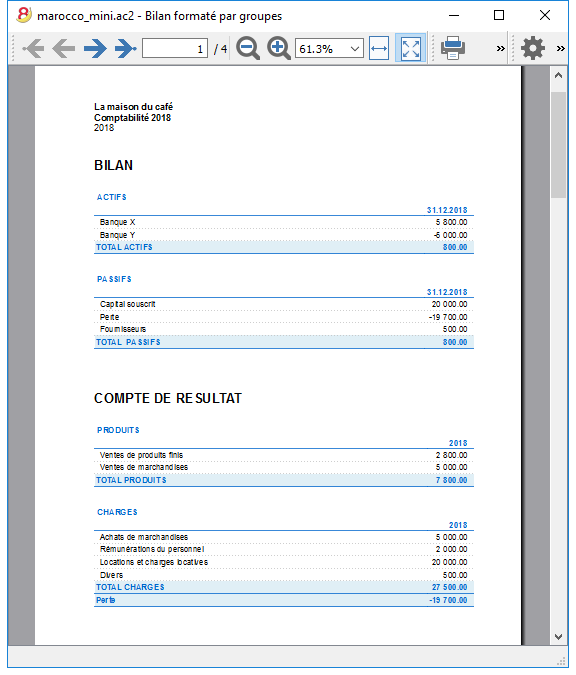 marocco_mini.ac2 - Bilan formaté par groupes
1 / 4 61.3% » »
La maison du café
Comptabilité 2018
2018
BILAN
ACTIFS
31.12.2018
Banque X 5 800.00
Banque Y -5 000.00
TOTAL ACTIFS 800.00
PASSIFS
31.12.2018
Capital souscrit 20 000.00
Perte -19 700.00
Fournisseurs 500.00
TOTAL PASSIFS 800.00
COMPTE DE RESULTAT
PRODUITS
2018
Ventes de produits finis 2 800.00
Ventes de marchandises 5 000.00
TOTAL PRODUITS 7 800.00
CHARGES
2018
Achats de marchandises 5 000.00
Rémunérations du personnel 2 000.00
Locations et charges locatives 20 000.00
Divers 500.00
TOTAL CHARGES 27 500.00
Perte -19 700.00